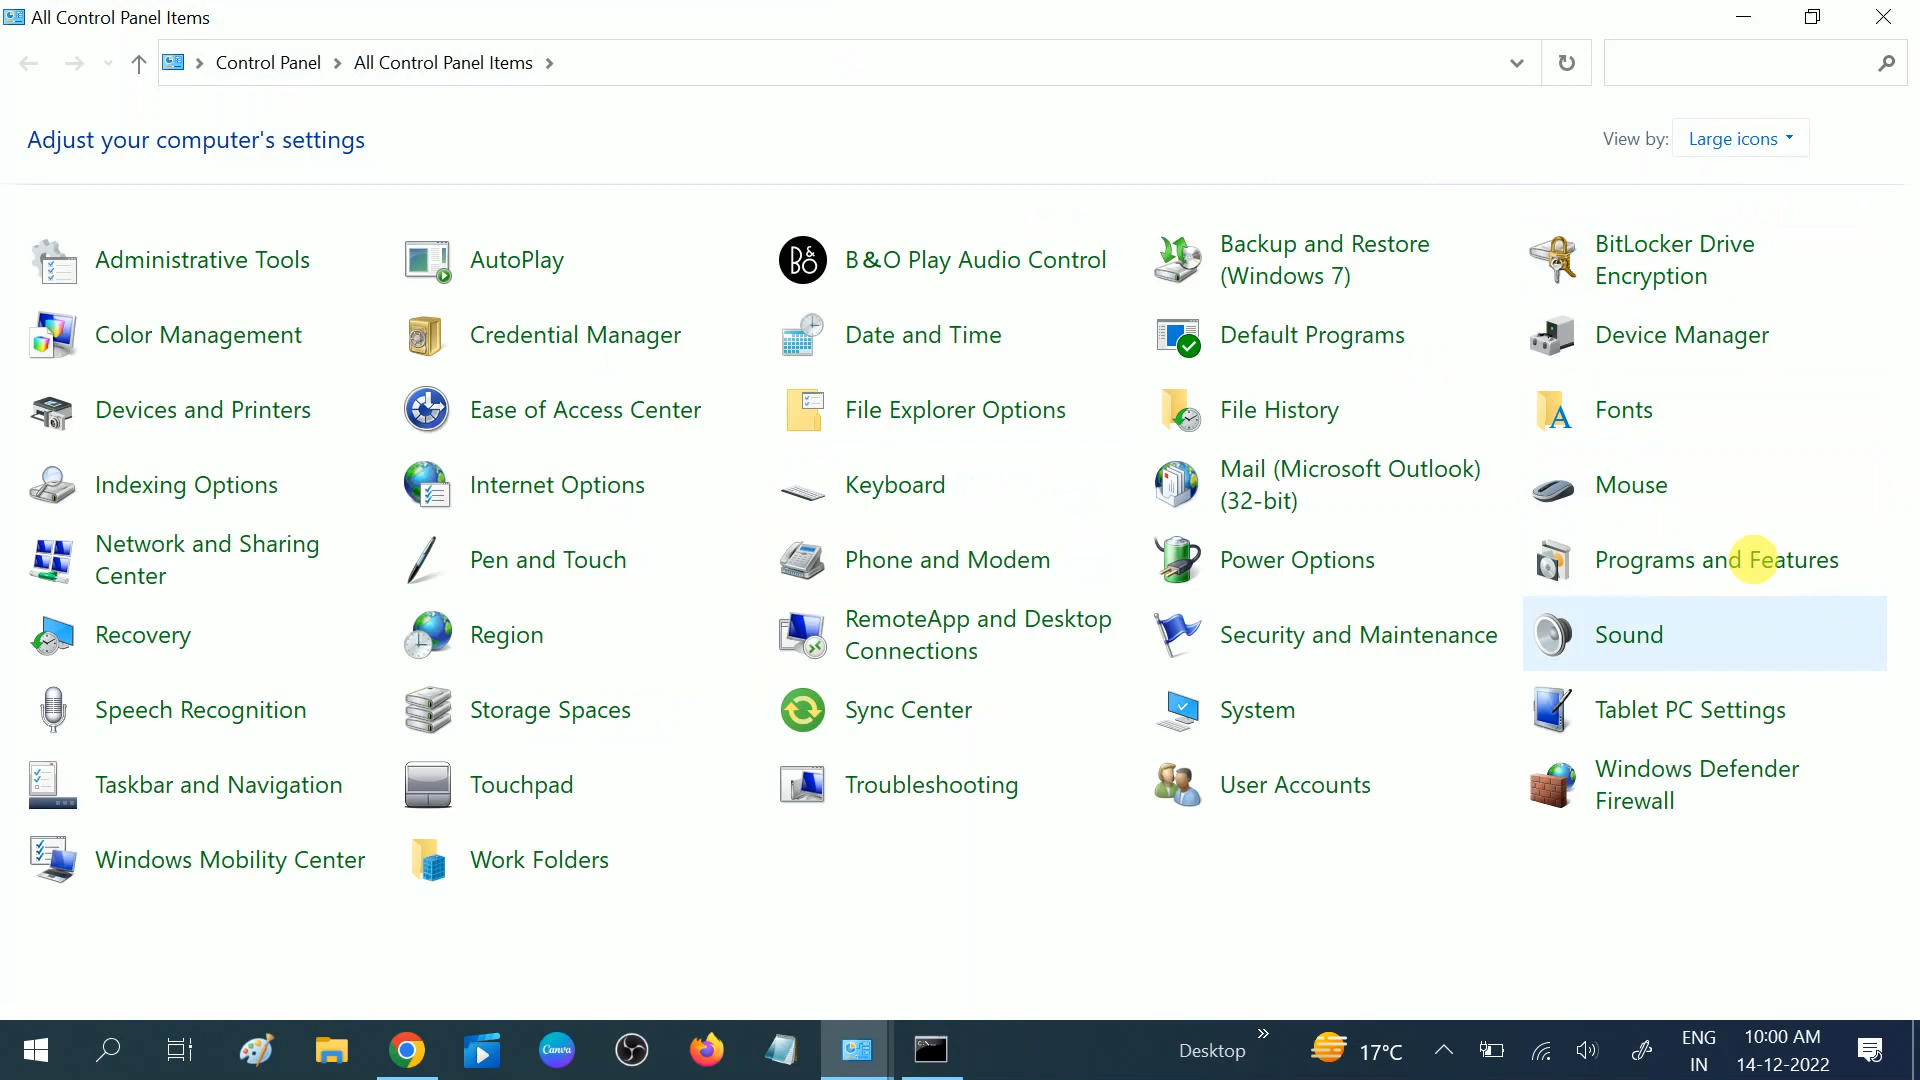 All Control Panel Items
Control Panel
All Control Panel Items
Adjust your computer's settings
View by:
Large icons
Administrative Tools
AutoPlay
B&O
B&O Play Audio Control
Backup and Restore
(Windows 7)
BitLocker Drive
Encryption
Color Management
Credential Manager
Date and Time
Default Programs
Device Manager
Devices and Printers
Ease of Access Center
File Explorer Options
File History
A
Fonts
Indexing Options
Internet Options
Keyboard
Mail (Microsoft Outlook)
(32-bit)
Mouse
Network and Sharing
Center
Pen and Touch
Phone and Modem
Power Options
Programs and Features
Recovery
Region
RemoteApp and Desktop
Connections
Security and Maintenance
Sound
Speech Recognition
Storage Spaces
Sync Center
System
Tablet PC Settings
Taskbar and Navigation
Touchpad
Troubleshooting
User Accounts
Windows Defender
Firewall
Windows Mobility Center
Work Folders
Canva
Desktop
17°C
ENG
IN
10:00 AM
14-12-2022